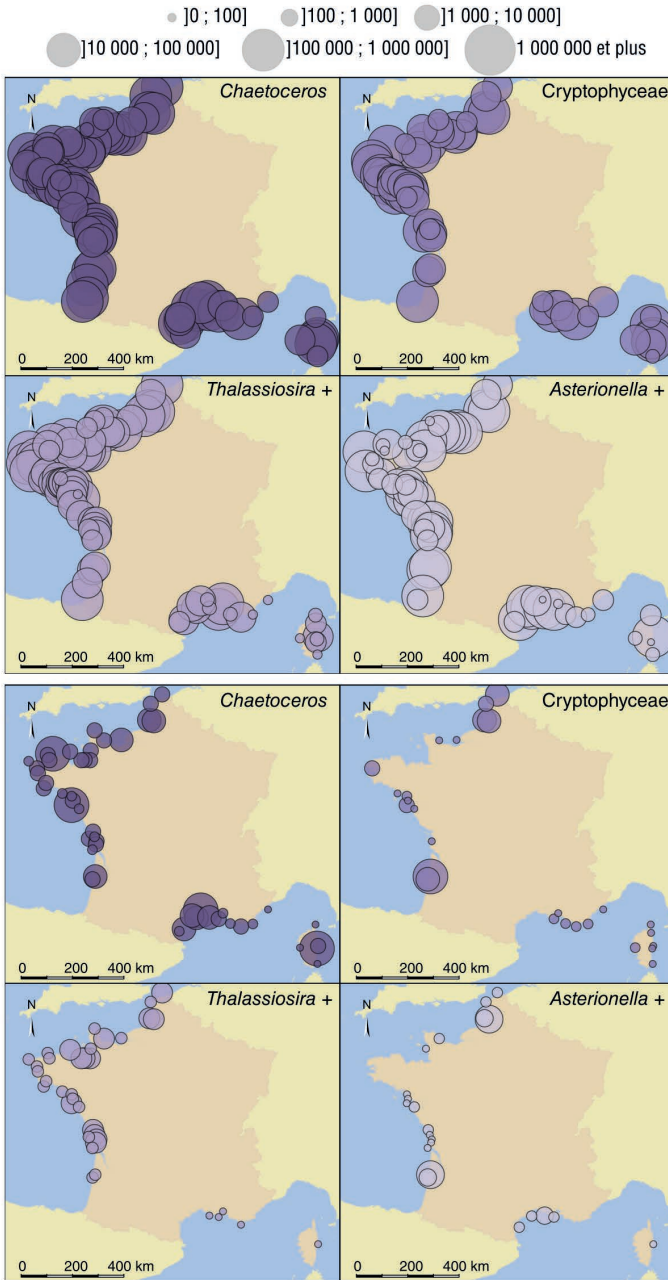 ]0 ; 100] ]100 ; 1 000] ]1 000 ; 10 000]
]10 000 ; 100 000] ]100 000 ; 1 000 000] 1 000 000 et plus
Chaetoceros
N
0 200 400 km
Cryptophyceae
N
0 200 400 km
Thalassiosira +
N
0 200 400 km
Asterionella +
N
0 200 400 km
Chaetoceros
N
0 200 400 km
Cryptophyceae
N
0 200 400 km
Thalassiosira +
N
0 200 400 km
Asterionella +
N
0 200 400 km